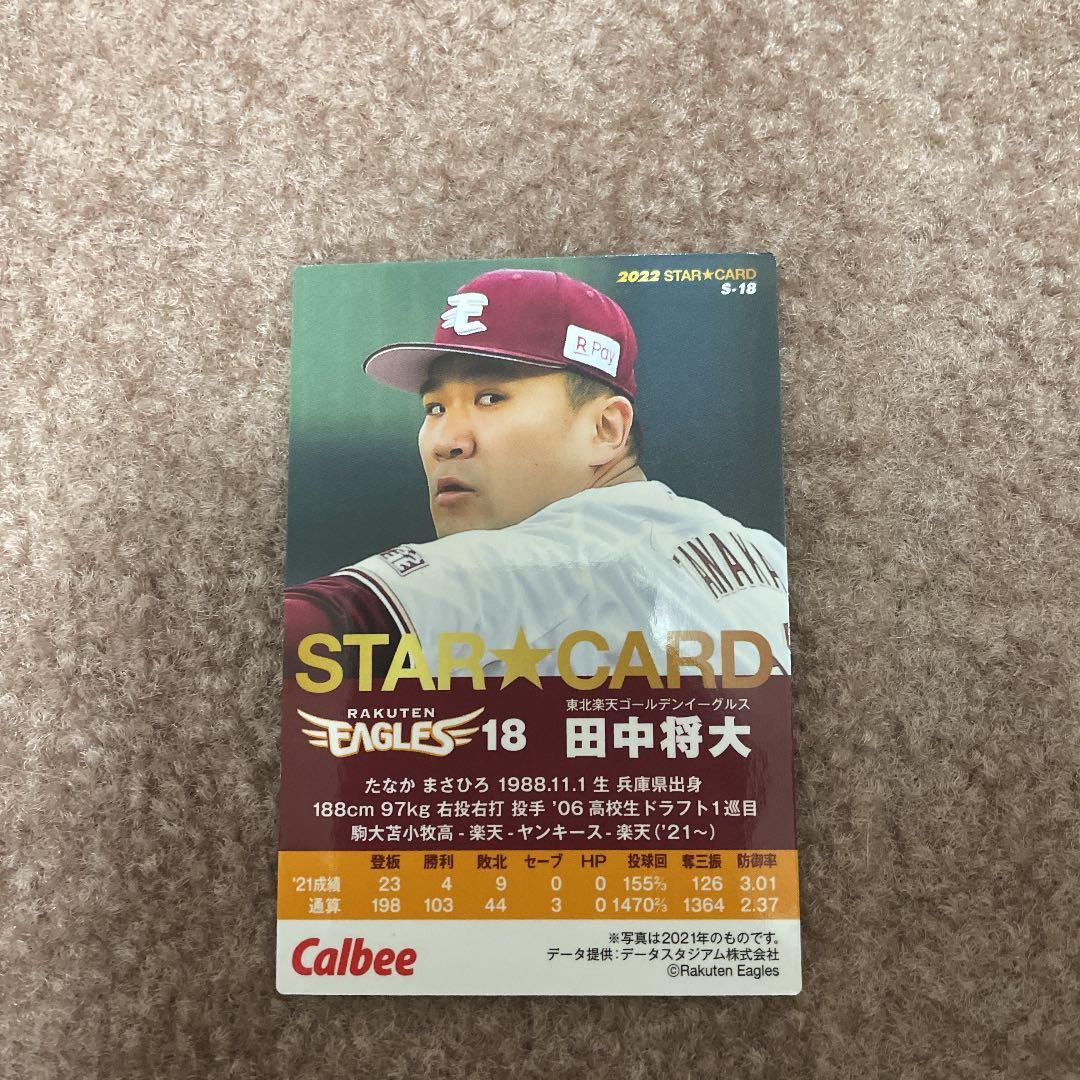 2022 STAR★CARD
S-18
R Pay
TANAKA
STAR★CARD
東北楽天ゴールデンイーグルス
RAKUTEN
EAGLES 18 田中将大
たなか まさひろ 1988.11.1 生 兵庫県出身
188cm 97kg 右投右打 投手 '06 高校生ドラフト1巡目
駒大苫小牧高 - 楽天 - ヤンキース - 楽天('21～)
登板 勝利 敗北 セーブ HP 投球回 奪三振 防御率
'21成績 23 4 9 0 0 155⅔ 126 3.01
通算 198 103 44 3 0 1470⅔ 1364 2.37
Calbee
※写真は2021年のものです。
データ提供：データスタジアム株式会社
©Rakuten Eagles